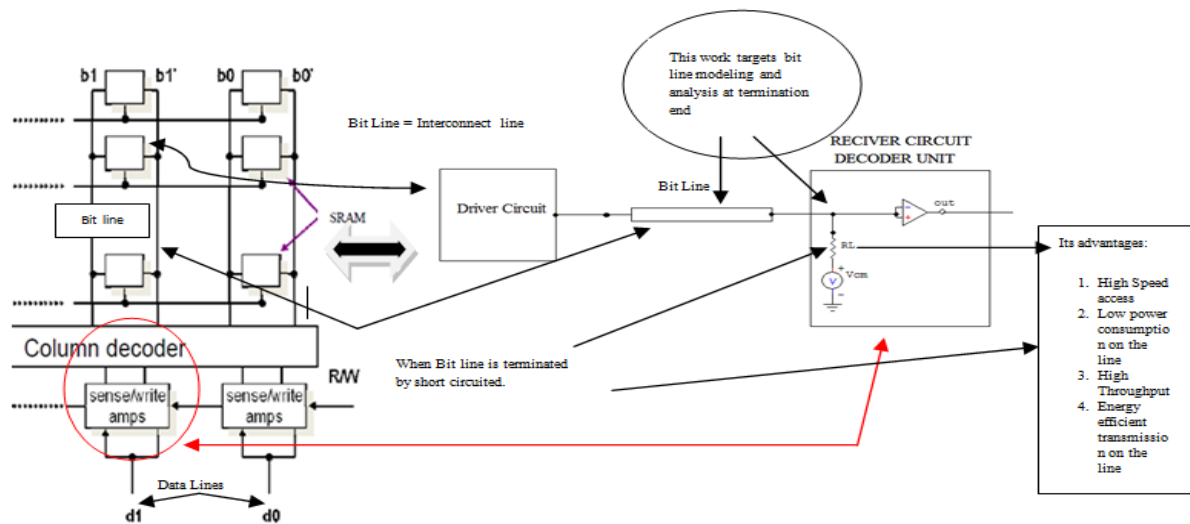 b1
b1'
b0
b0'
This work targets bit
line modeling and
analysis at termination
end
Bit Line = Interconnect line
RECIVER CIRCUIT
DECODER UNIT
Bit Line
Driver Circuit
out
Bit line
SRAM
RL
Vcm
V
Its advantages:
1. High Speed
access
2. Low power
consumptio
n on the
line
3. High
Throughput
4. Energy
efficient
transmissio
n on the
line
Column decoder
When Bit line is terminated
by short circuited.
R/W
sense/write
amps
sense/write
amps
Data Lines
d1
d0